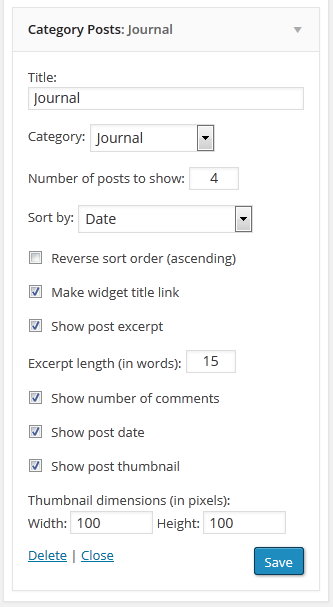 Category Posts: Journal
Title:
Journal
Category: Journal
Number of posts to show: 4
Sort by: Date
Reverse sort order (ascending)
Make widget title link
Show post excerpt
Excerpt length (in words): 15
Show number of comments
Show post date
Show post thumbnail
Thumbnail dimensions (in pixels):
Width: 100 Height: 100
Delete | Close Save